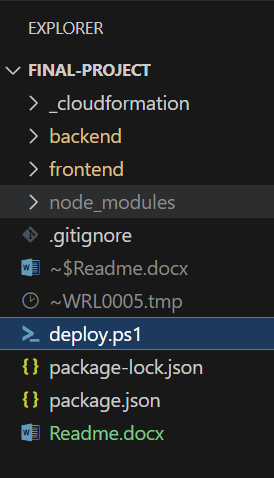 EXPLORER
FINAL-PROJECT
_cloudformation
backend
frontend
node_modules
.gitignore
~$Readme.docx
~WRL0005.tmp
deploy.ps1
package-lock.json
package.json
Readme.docx